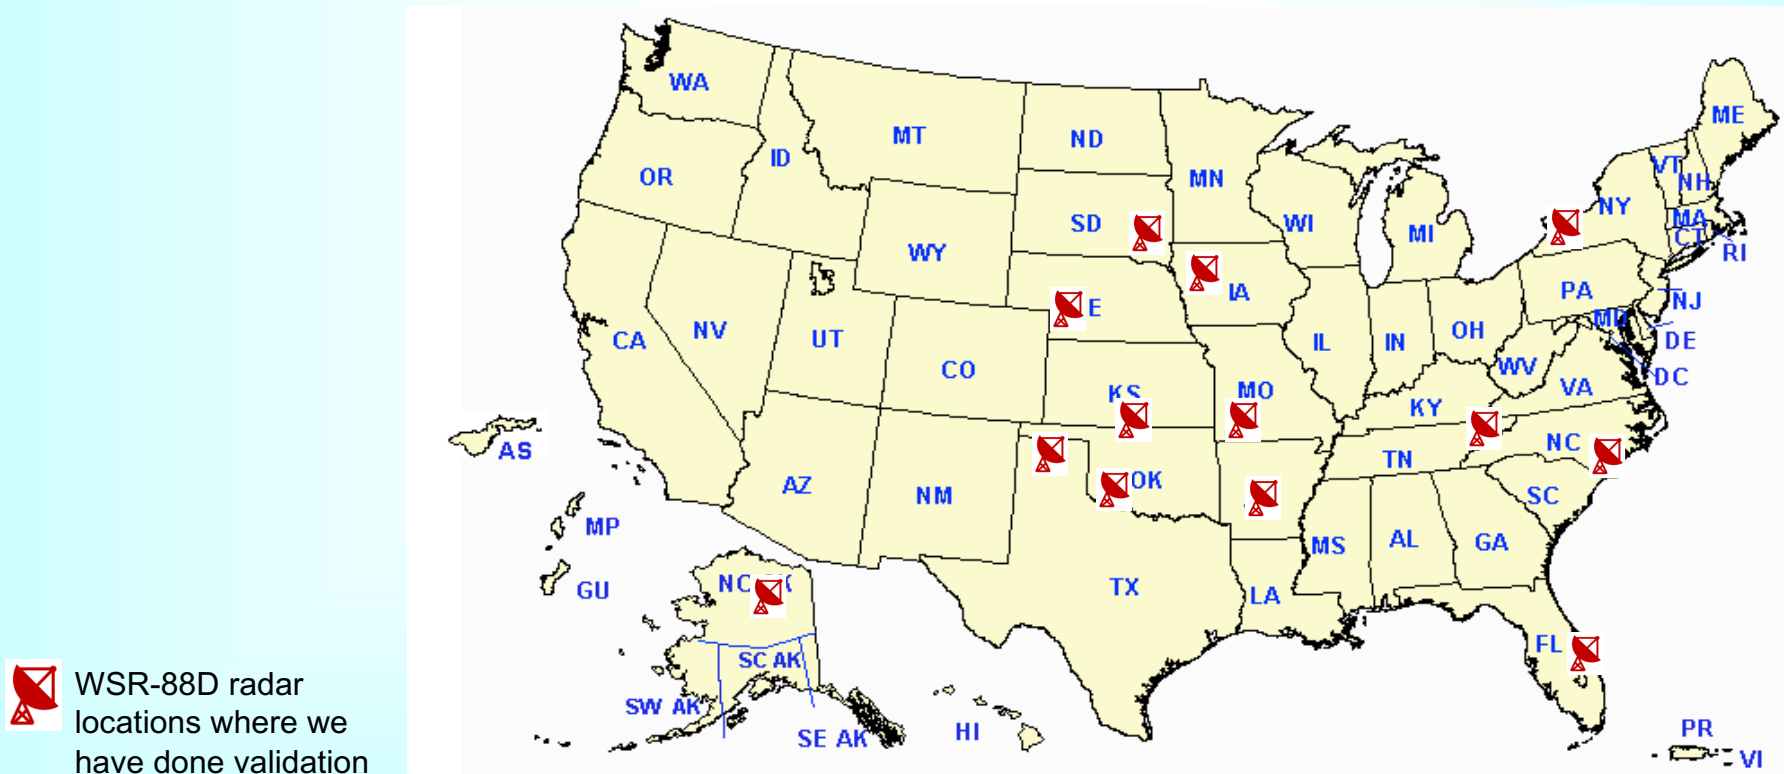 WA
MT
ND
ME
OR
ID
MN
VT
NH
SD
WI
NY
MA
WY
MI
CT
RI
IA
E
PA
NJ
NV
UT
CA
IL
IN
OH
MD
DE
CO
WV
DC
KS
MO
VA
KY
AS
NC
TN
AZ
NM
OK
SC
MP
MS
AL
GA
GU
NC
TX
LA
SC AK
FL
SW AK
SE AK
HI
PR
VI
WSR-88D radar
locations where we
have done validation